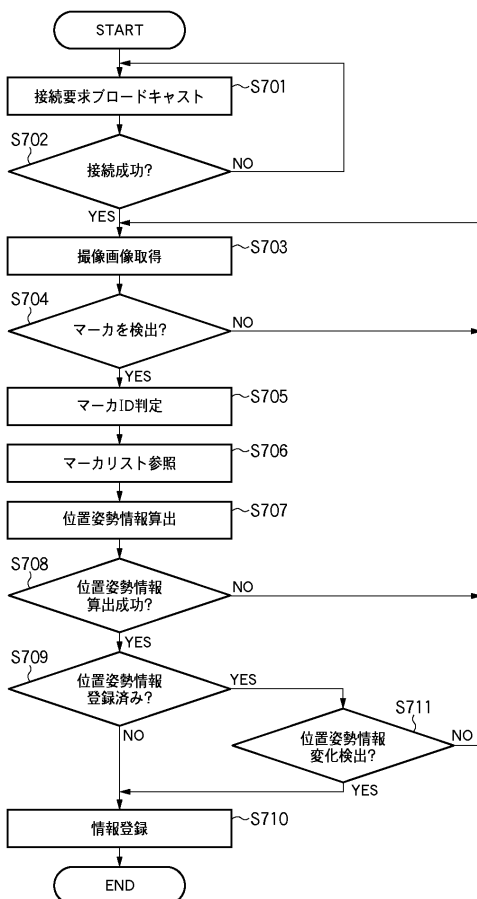 START
接続要求ブロードキャスト
S701
S702
接続成功?
NO
YES
撮像画像取得
S703
S704
マーカを検出?
NO
YES
マーカID判定
S705
マーカリスト参照
S706
位置姿勢情報算出
S707
S708
位置姿勢情報
算出成功?
NO
YES
S709
位置姿勢情報
登録済み?
YES
NO
S711
位置姿勢情報
変化検出?
NO
YES
情報登録
S710
END